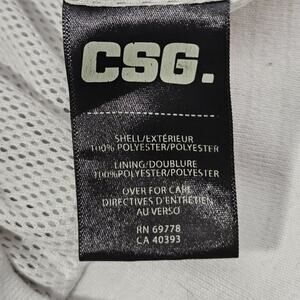 CSG.
SHELL/EXTÉRIEUR
100% POLYESTER/POLYESTER
LINING/DOUBLURE
100%POLYESTER/POLYESTER
OVER FOR CARE
DIRECTIVES D'ENTRETIEN
AU VERSO
RN 69778
CA 40393